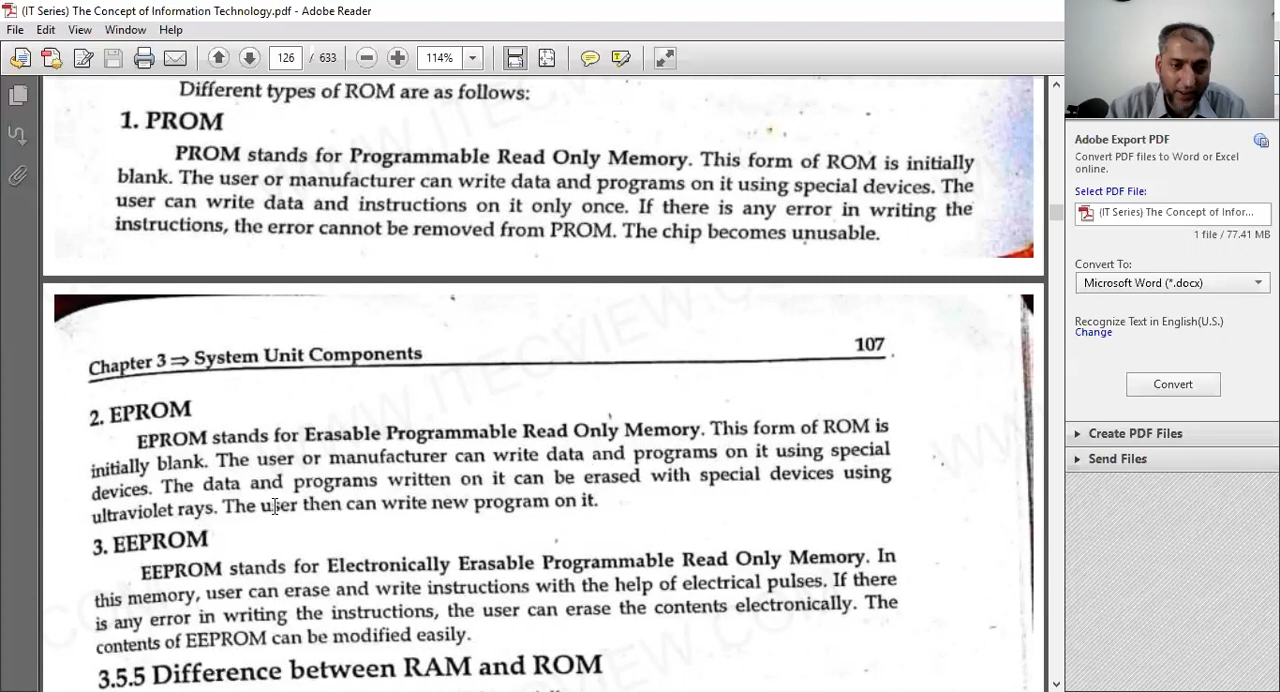 (IT Series) The Concept of Information Technology.pdf - Adobe Reader
File Edit View Window Help
126 / 633 114%
Different types of ROM are as follows:
1. PROM
PROM stands for Programmable Read Only Memory. This form of ROM is initially
blank. The user or manufacturer can write data and programs on it using special devices. The
user can write data and instructions on it only once. If there is any error in writing the
instructions, the error cannot be removed from PROM. The chip becomes unusable.
Chapter 3 ⇒ System Unit Components 107
2. EPROM
EPROM stands for Erasable Programmable Read Only Memory. This form of ROM is
initially blank. The user or manufacturer can write data and programs on it using special
devices. The data and programs written on it can be erased with special devices using
ultraviolet rays. The user then can write new program on it.
3. EEPROM
EEPROM stands for Electronically Erasable Programmable Read Only Memory. In
this memory, user can erase and write instructions with the help of electrical pulses. If there
is any error in writing the instructions, the user can erase the contents electronically. The
contents of EEPROM can be modified easily.
3.5.5 Difference between RAM and ROM
Adobe Export PDF
Convert PDF files to Word or Excel
online.
Select PDF File:
(IT Series) The Concept of Infor...
1 file / 77.41 MB
Convert To:
Microsoft Word (*.docx)
Recognize Text in English(U.S.)
Change
Convert
Create PDF Files
Send Files
WWW.ITECVIEW.COM